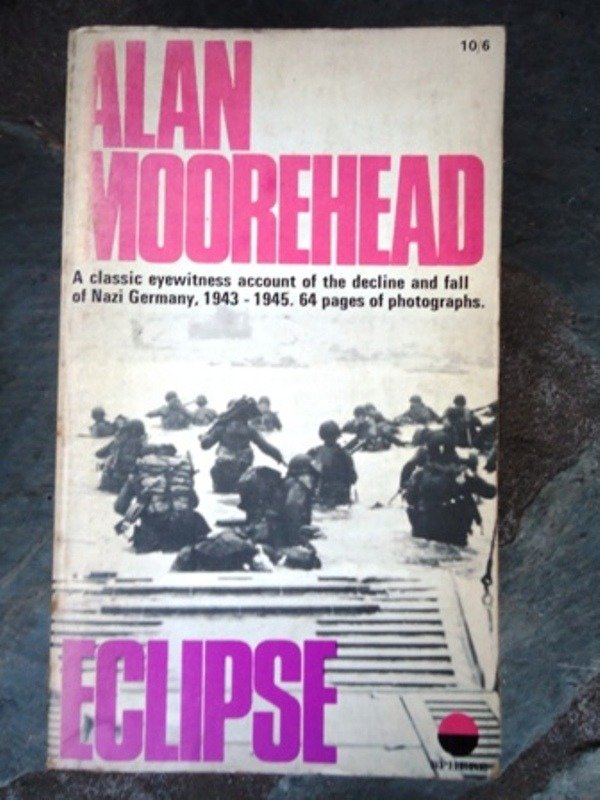 ALAN
10/6
MOOREHEAD
A classic eyewitness account of the decline and fall
of Nazi Germany, 1943 - 1945. 64 pages of photographs.
ECLIPSE
SPHERE